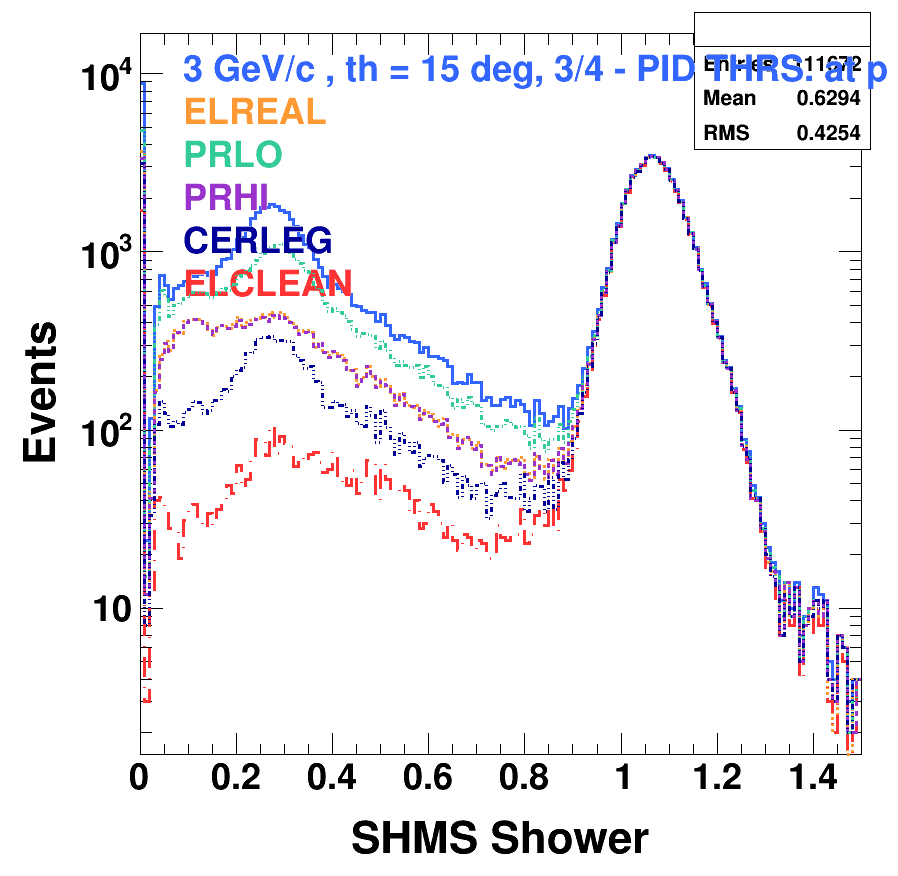 3 GeV/c , th = 15 deg, 3/4 - PID THRS. at p
Entries
Mean 0.6294
RMS 0.4254
ELREAL
PRLO
PRHI
CERLEG
ELCLEAN
10⁴
10³
10²
10
Events
0 0.2 0.4 0.6 0.8 1 1.2 1.4
SHMS Shower